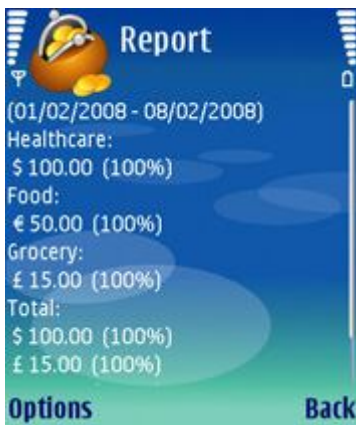 Report
(01/02/2008 - 08/02/2008)
Healthcare:
$ 100.00 (100%)
Food:
€ 50.00 (100%)
Grocery:
£ 15.00 (100%)
Total:
$ 100.00 (100%)
£ 15.00 (100%)
Options Back